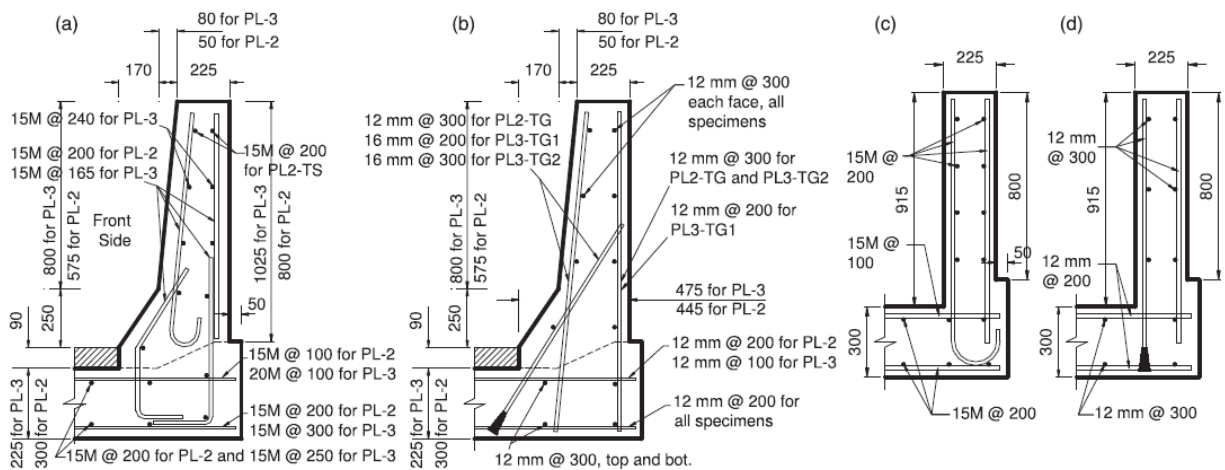 (a)
80 for PL-3
50 for PL-2
170
225
15M @ 240 for PL-3
15M @ 200 for PL-2
15M @ 165 for PL-3
15M @ 200
for PL2-TS
Front
Side
800 for PL-3
575 for PL-2
1025 for PL-3
800 for PL-2
90
250
50
225 for PL-3
300 for PL-2
15M @ 100 for PL-2
20M @ 100 for PL-3
15M @ 200 for PL-2
15M @ 300 for PL-3
15M @ 200 for PL-2 and 15M @ 250 for PL-3
(b)
80 for PL-3
50 for PL-2
170
225
12 mm @ 300
each face, all
specimens
12 mm @ 300 for PL2-TG
16 mm @ 200 for PL3-TG1
16 mm @ 300 for PL3-TG2
12 mm @ 300 for
PL2-TG and PL3-TG2
12 mm @ 200 for
PL3-TG1
800 for PL-3
575 for PL-2
90
250
475 for PL-3
445 for PL-2
225 for PL-3
300 for PL-2
12 mm @ 200 for PL-2
12 mm @ 100 for PL-3
12 mm @ 200 for
all specimens
12 mm @ 300, top and bot.
(c)
225
15M @
200
915
800
15M @
100
50
300
15M @ 200
(d)
225
12 mm
@ 300
915
800
12 mm
@ 200
300
12 mm @ 300